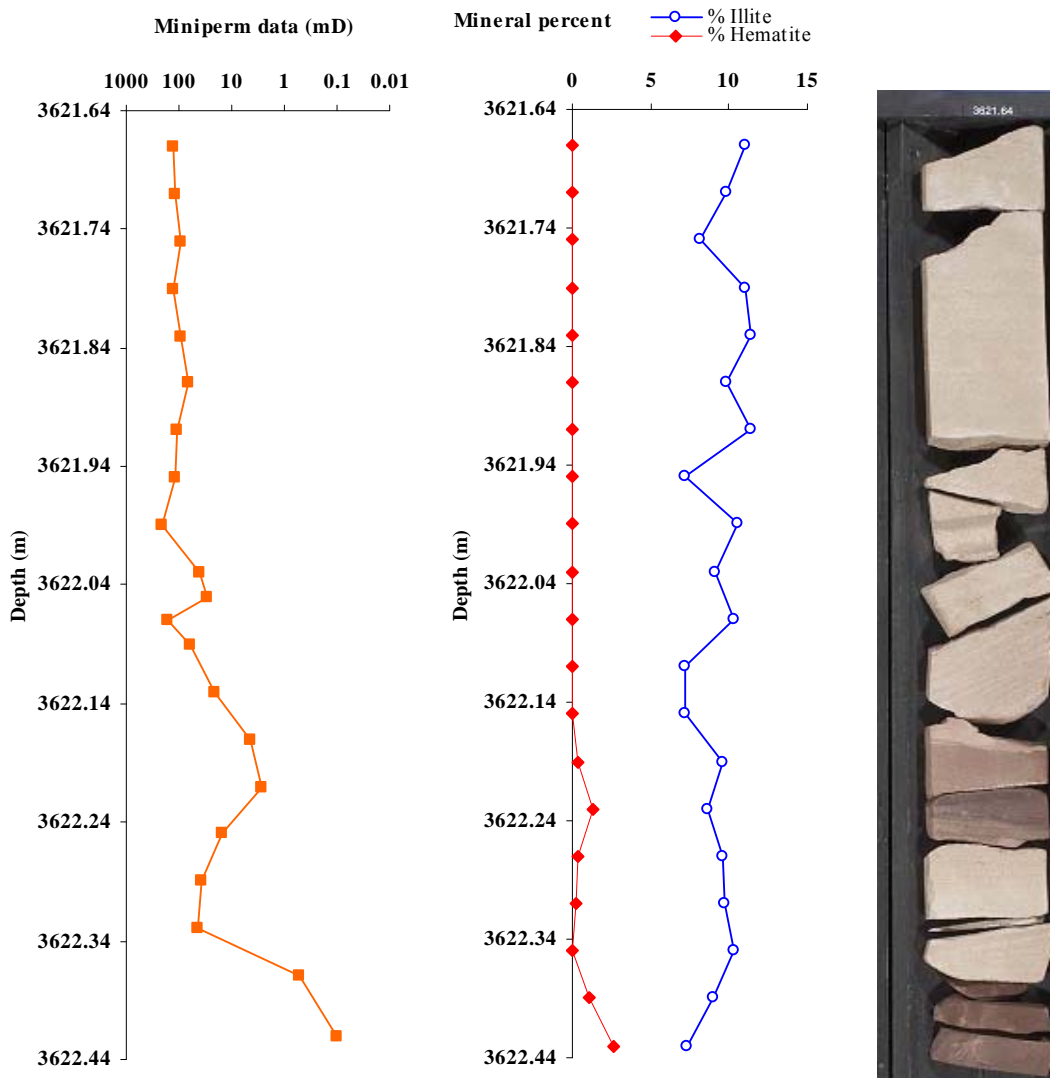 Miniperm data (mD)
1000 100 10 1 0.1 0.01
Depth (m)
3621.64
3621.74
3621.84
3621.94
3622.04
3622.14
3622.24
3622.34
3622.44
Mineral percent
% Illite
% Hematite
0 5 10 15
Depth (m)
3621.64
3621.74
3621.84
3621.94
3622.04
3622.14
3622.24
3622.34
3622.44
3621.64